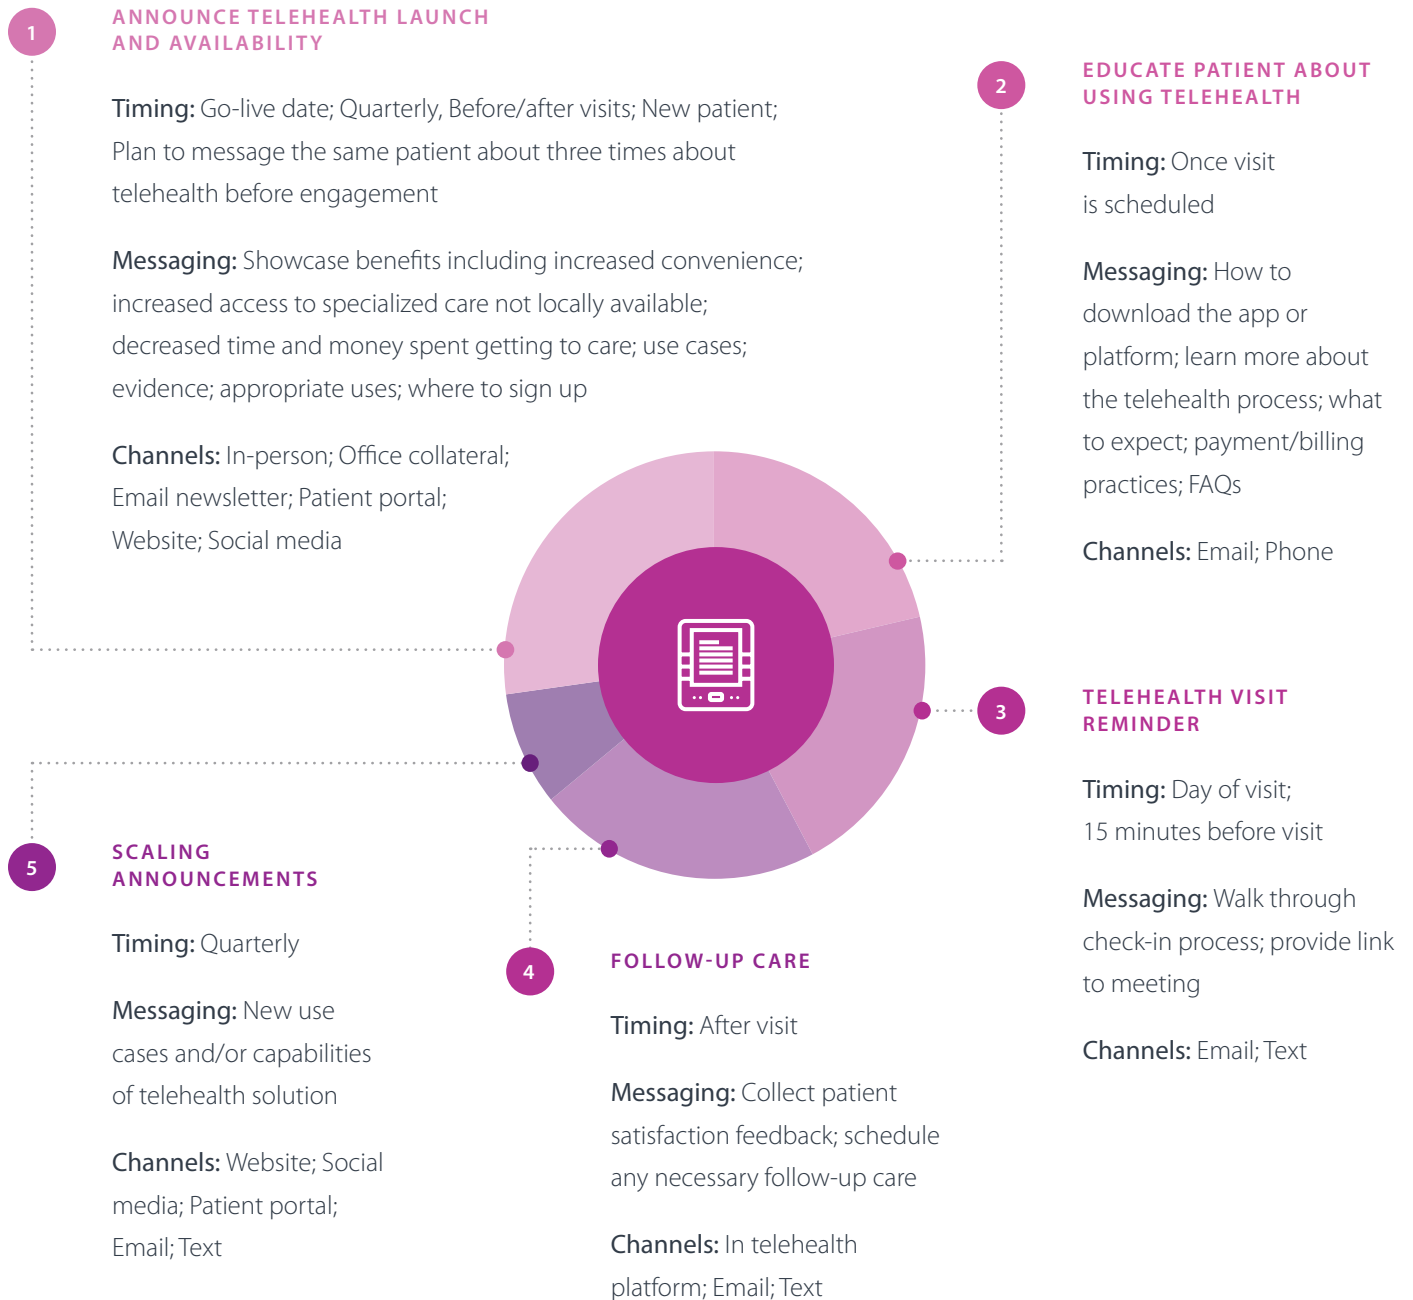 1
ANNOUNCE TELEHEALTH LAUNCH
AND AVAILABILITY
Timing: Go-live date; Quarterly, Before/after visits; New patient;
Plan to message the same patient about three times about
telehealth before engagement
Messaging: Showcase benefits including increased convenience;
increased access to specialized care not locally available;
decreased time and money spent getting to care; use cases;
evidence; appropriate uses; where to sign up
Channels: In-person; Office collateral;
Email newsletter; Patient portal;
Website; Social media
2
EDUCATE PATIENT ABOUT
USING TELEHEALTH
Timing: Once visit
is scheduled
Messaging: How to
download the app or
platform; learn more about
the telehealth process; what
to expect; payment/billing
practices; FAQs
Channels: Email; Phone
3
TELEHEALTH VISIT
REMINDER
Timing: Day of visit;
15 minutes before visit
Messaging: Walk through
check-in process; provide link
to meeting
Channels: Email; Text
4
FOLLOW-UP CARE
Timing: After visit
Messaging: Collect patient
satisfaction feedback; schedule
any necessary follow-up care
Channels: In telehealth
platform; Email; Text
5
SCALING
ANNOUNCEMENTS
Timing: Quarterly
Messaging: New use
cases and/or capabilities
of telehealth solution
Channels: Website; Social
media; Patient portal;
Email; Text